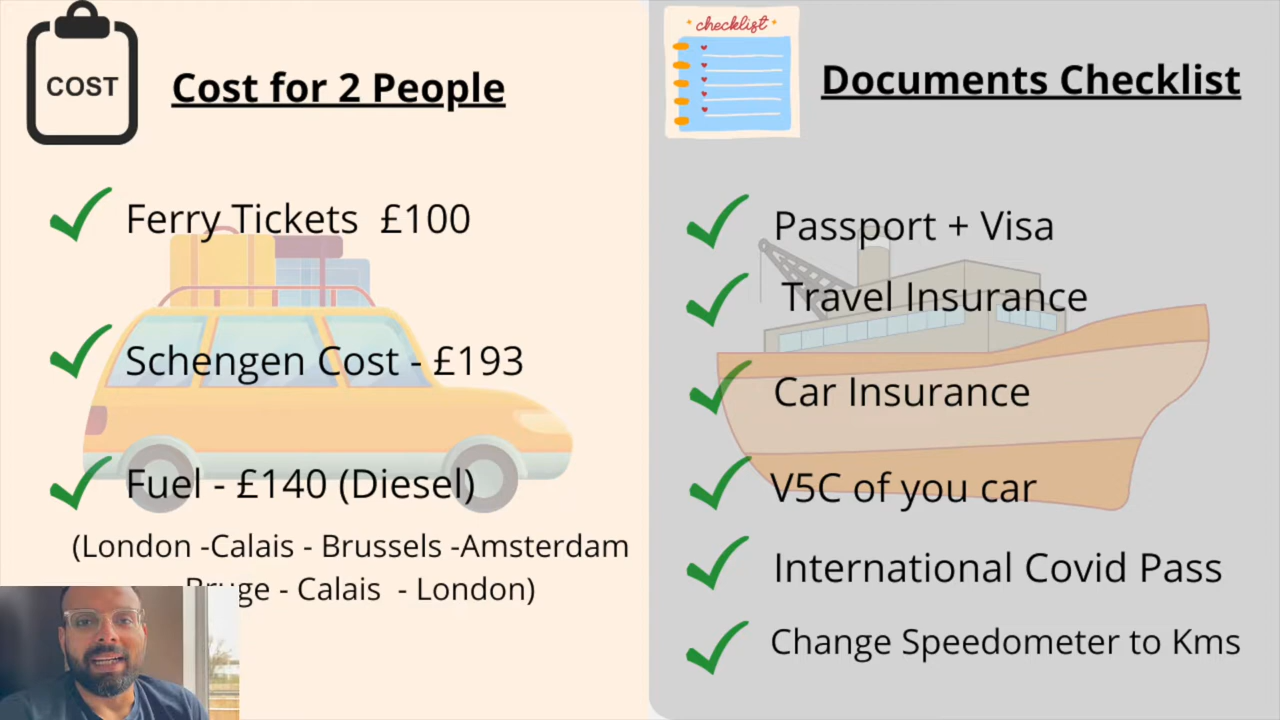 COST
Cost for 2 People
Ferry Tickets £100
Schengen Cost - £193
Fuel - £140 (Diesel)
(London -Calais - Brussels -Amsterdam
Bruge - Calais - London)
checklist
Documents Checklist
Passport + Visa
Travel Insurance
Car Insurance
V5C of you car
International Covid Pass
Change Speedometer to Kms